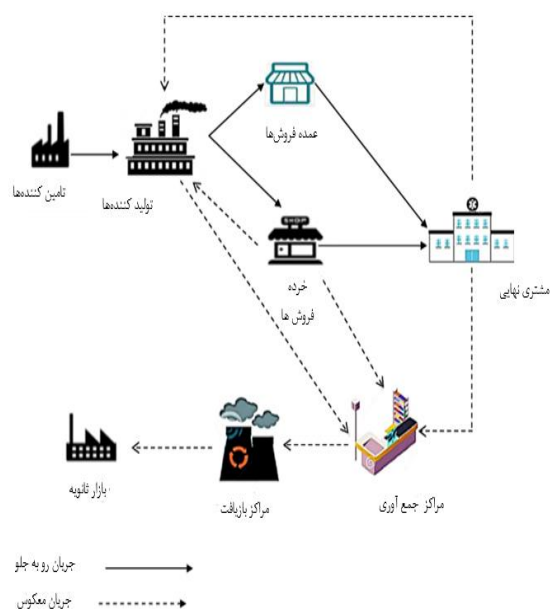 عمده فروش‌ها
تامین کننده‌ها
تولید کننده‌ها
SHOP
خرده
فروش ها
مشتری نهایی
مراکز جمع آوری
مراکز بازیافت
بازار ثانویه
جریان رو به جلو
جریان معکوس